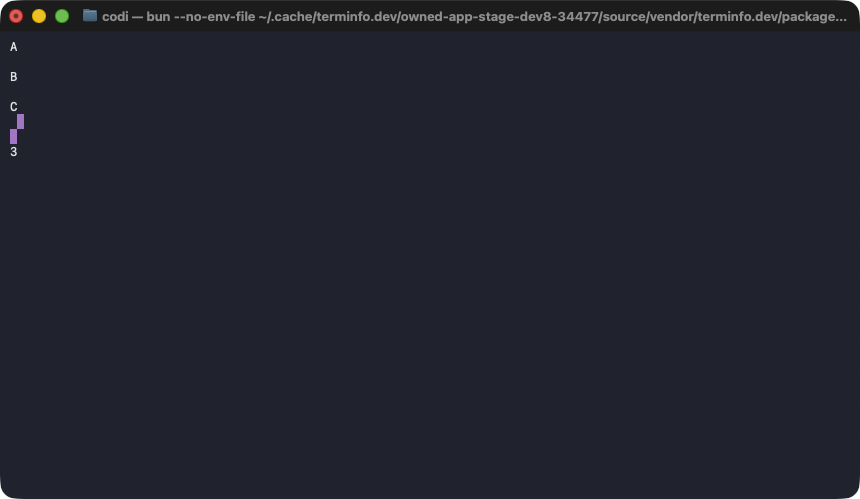 codi — bun --no-env-file ~/.cache/terminfo.dev/owned-app-stage-dev8-34477/source/vendor/terminfo.dev/package...
A
B
C
3